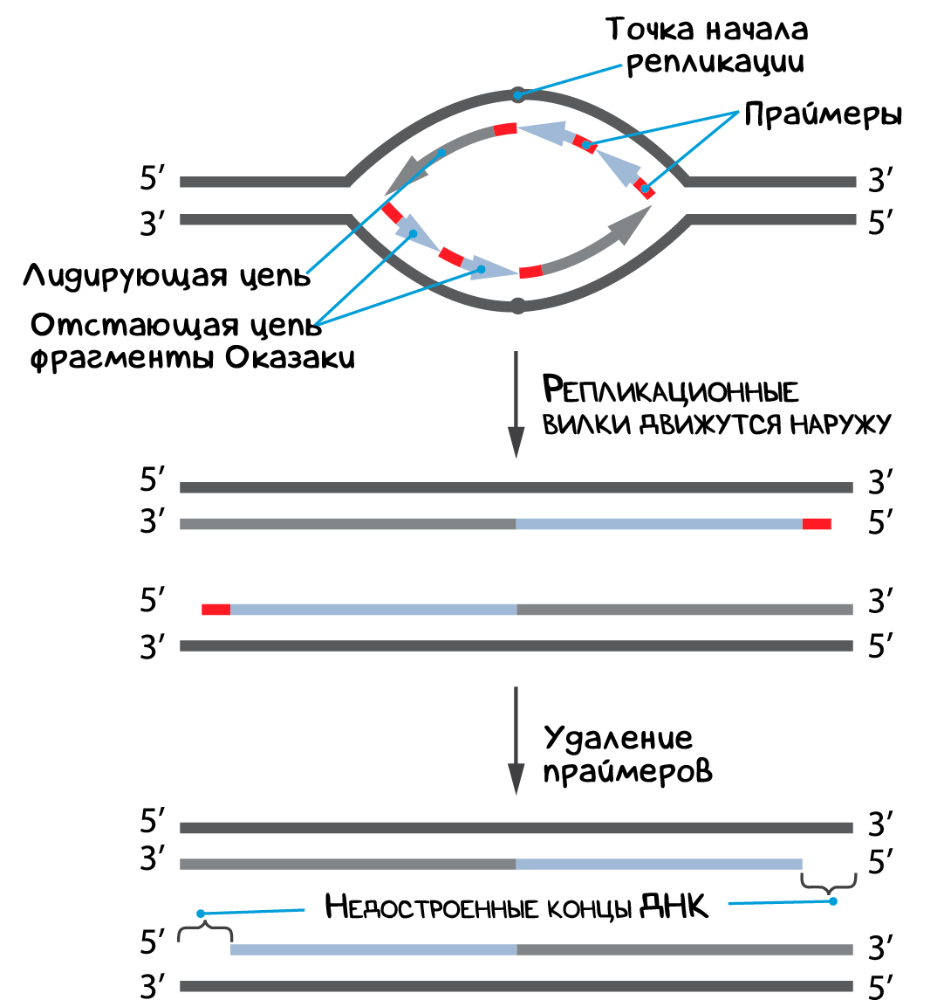 Точка начала
репликации
Праймеры
5′ 3′
3′ 5′
Лидирующая цепь
Отстающая цепь
фрагменты Оказаки
Репликационные
вилки движутся наружу
5′ 3′
3′ 5′
5′ 3′
3′ 5′
Удаление
праймеров
5′ 3′
3′ 5′
Недостроенные концы ДНК
5′ 3′
3′ 5′